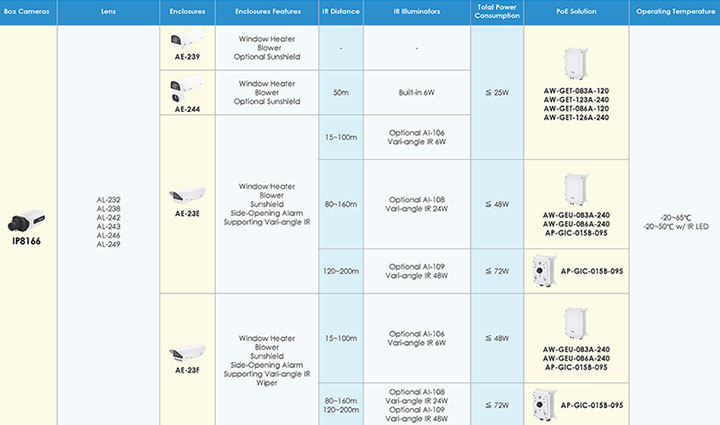 Box Cameras
Lens
Enclosures
Enclosures Features
IR Distance
IR Illuminators
Total Power
Consumption
PoE Solution
Operating Temperature
IP8166
AL-232
AL-238
AL-242
AL-243
AL-246
AL-249
AE-239
Window Heater
Blower
Optional Sunshield
-
-
≦ 25W
AW-GET-083A-120
AW-GET-123A-240
AW-GET-086A-120
AW-GET-126A-240
-20~65℃
-20~50℃ w/ IR LED
AE-244
Window Heater
Blower
Optional Sunshield
50m
Built-in 6W
AE-23E
Window Heater
Blower
Sunshield
Side-Opening Alarm
Supporting Vari-angle IR
15~100m
Optional AI-106
Vari-angle IR 6W
80~160m
Optional AI-108
Vari-angle IR 24W
≦ 48W
AW-GEU-083A-240
AW-GEU-086A-240
AP-GIC-015B-095
120~200m
Optional AI-109
Vari-angle IR 48W
≦ 72W
AP-GIC-015B-095
AE-23F
Window Heater
Blower
Sunshield
Side-Opening Alarm
Supporting Vari-angle IR
Wiper
15~100m
Optional AI-106
Vari-angle IR 6W
≦ 48W
AW-GEU-083A-240
AW-GEU-086A-240
AP-GIC-015B-095
80~160m
120~200m
Optional AI-108
Vari-angle IR 24W
Optional AI-109
Vari-angle IR 48W
≦ 72W
AP-GIC-015B-095